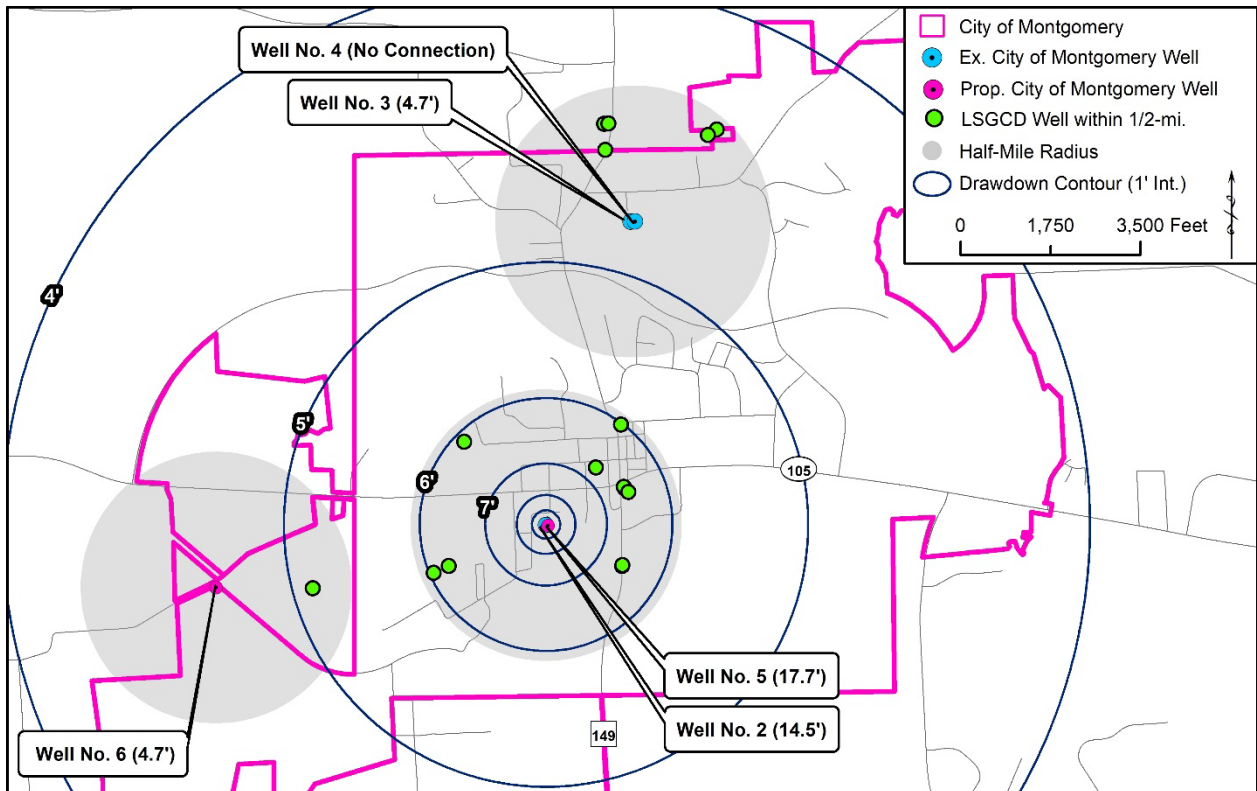 Well No. 4 (No Connection)
Well No. 3 (4.7')
City of Montgomery
Ex. City of Montgomery Well
Prop. City of Montgomery Well
LSGCD Well within 1/2-mi.
Half-Mile Radius
Drawdown Contour (1' Int.)
0 1,750 3,500 Feet
4'
5'
6'
7'
105
Well No. 5 (17.7')
Well No. 2 (14.5')
Well No. 6 (4.7')
149